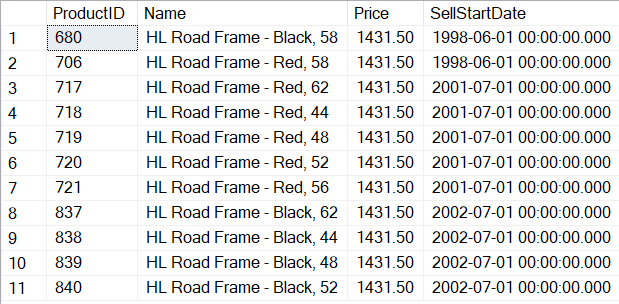 ProductID Name Price SellStartDate
1 680 HL Road Frame - Black, 58 1431.50 1998-06-01 00:00:00.000
2 706 HL Road Frame - Red, 58 1431.50 1998-06-01 00:00:00.000
3 717 HL Road Frame - Red, 62 1431.50 2001-07-01 00:00:00.000
4 718 HL Road Frame - Red, 44 1431.50 2001-07-01 00:00:00.000
5 719 HL Road Frame - Red, 48 1431.50 2001-07-01 00:00:00.000
6 720 HL Road Frame - Red, 52 1431.50 2001-07-01 00:00:00.000
7 721 HL Road Frame - Red, 56 1431.50 2001-07-01 00:00:00.000
8 837 HL Road Frame - Black, 62 1431.50 2002-07-01 00:00:00.000
9 838 HL Road Frame - Black, 44 1431.50 2002-07-01 00:00:00.000
10 839 HL Road Frame - Black, 48 1431.50 2002-07-01 00:00:00.000
11 840 HL Road Frame - Black, 52 1431.50 2002-07-01 00:00:00.000